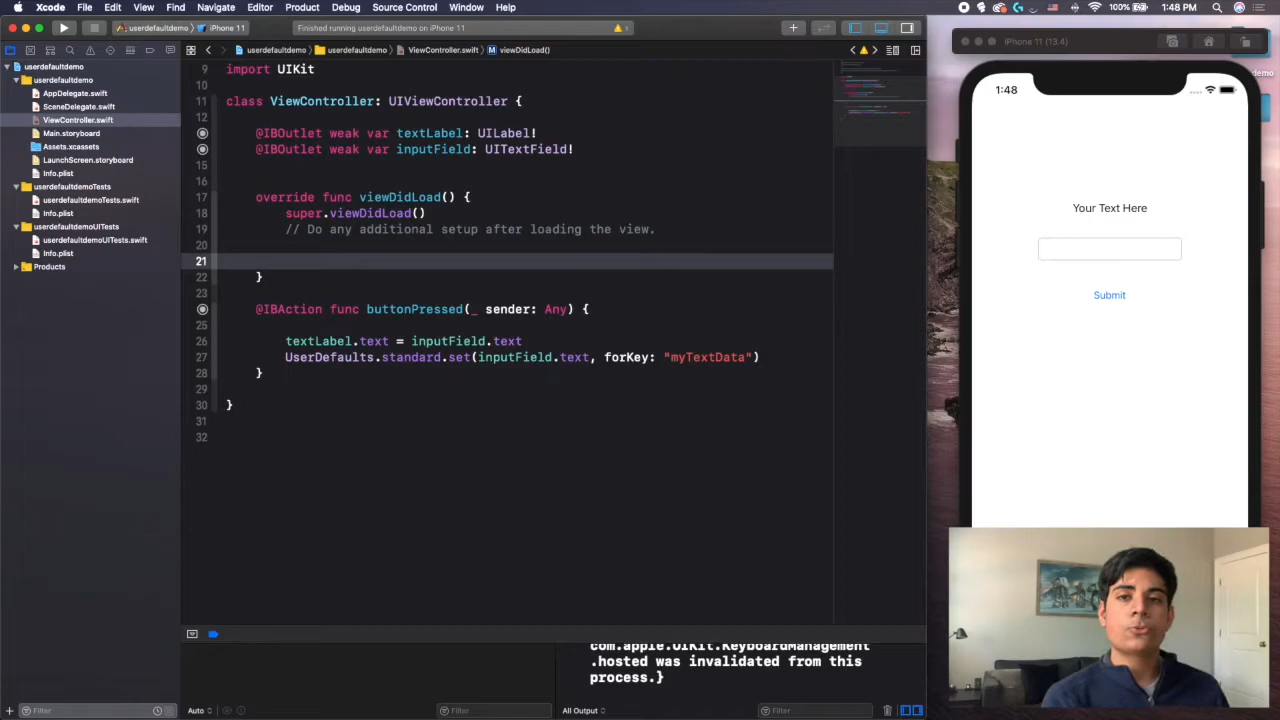 Xcode File Edit View Find Navigate Editor Product Debug Source Control Window Help
100% 1:48 PM
userdefaultdemo iPhone 11
Finished running userdefaultdemo on iPhone 11
1
iPhone 11 (13.4)
userdefaultdemo userdefaultdemo ViewController.swift M viewDidLoad()
userdefaultdemo
userdefaultdemo
AppDelegate.swift
SceneDelegate.swift
ViewController.swift
Main.storyboard
Assets.xcassets
LaunchScreen.storyboard
Info.plist
userdefaultdemoTests
userdefaultdemoTests.swift
Info.plist
userdefaultdemoUITests
userdefaultdemoUITests.swift
Info.plist
Products
9 import UIKit
10
11 class ViewController: UIViewController {
12
@IBOutlet weak var textLabel: UILabel!
@IBOutlet weak var inputField: UITextField!
15
16
17 override func viewDidLoad() {
18 super.viewDidLoad()
19 // Do any additional setup after loading the view.
20
21
22 }
23
@IBAction func buttonPressed(_ sender: Any) {
25
26 textLabel.text = inputField.text
27 UserDefaults.standard.set(inputField.text, forKey: "myTextData")
28 }
29
30 }
31
32
demo
1:48
Your Text Here
Submit
com.apple.UIKit.KeyboardManagement
.hosted was invalidated from this
process.}
Filter
Auto
Filter
All Output
Filter